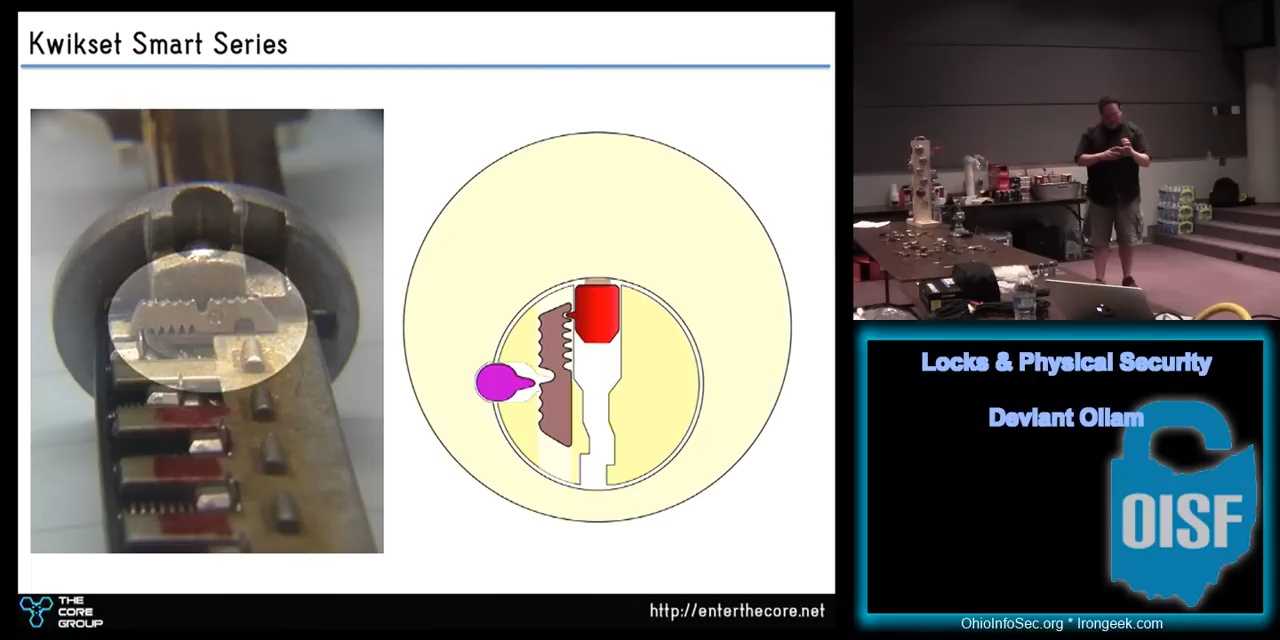 Kwikset Smart Series
THE
CORE
GROUP
http://enterthecore.net
Locks & Physical Security
Deviant Ollam
OISF
OhioInfoSec.org * Irongeek.com